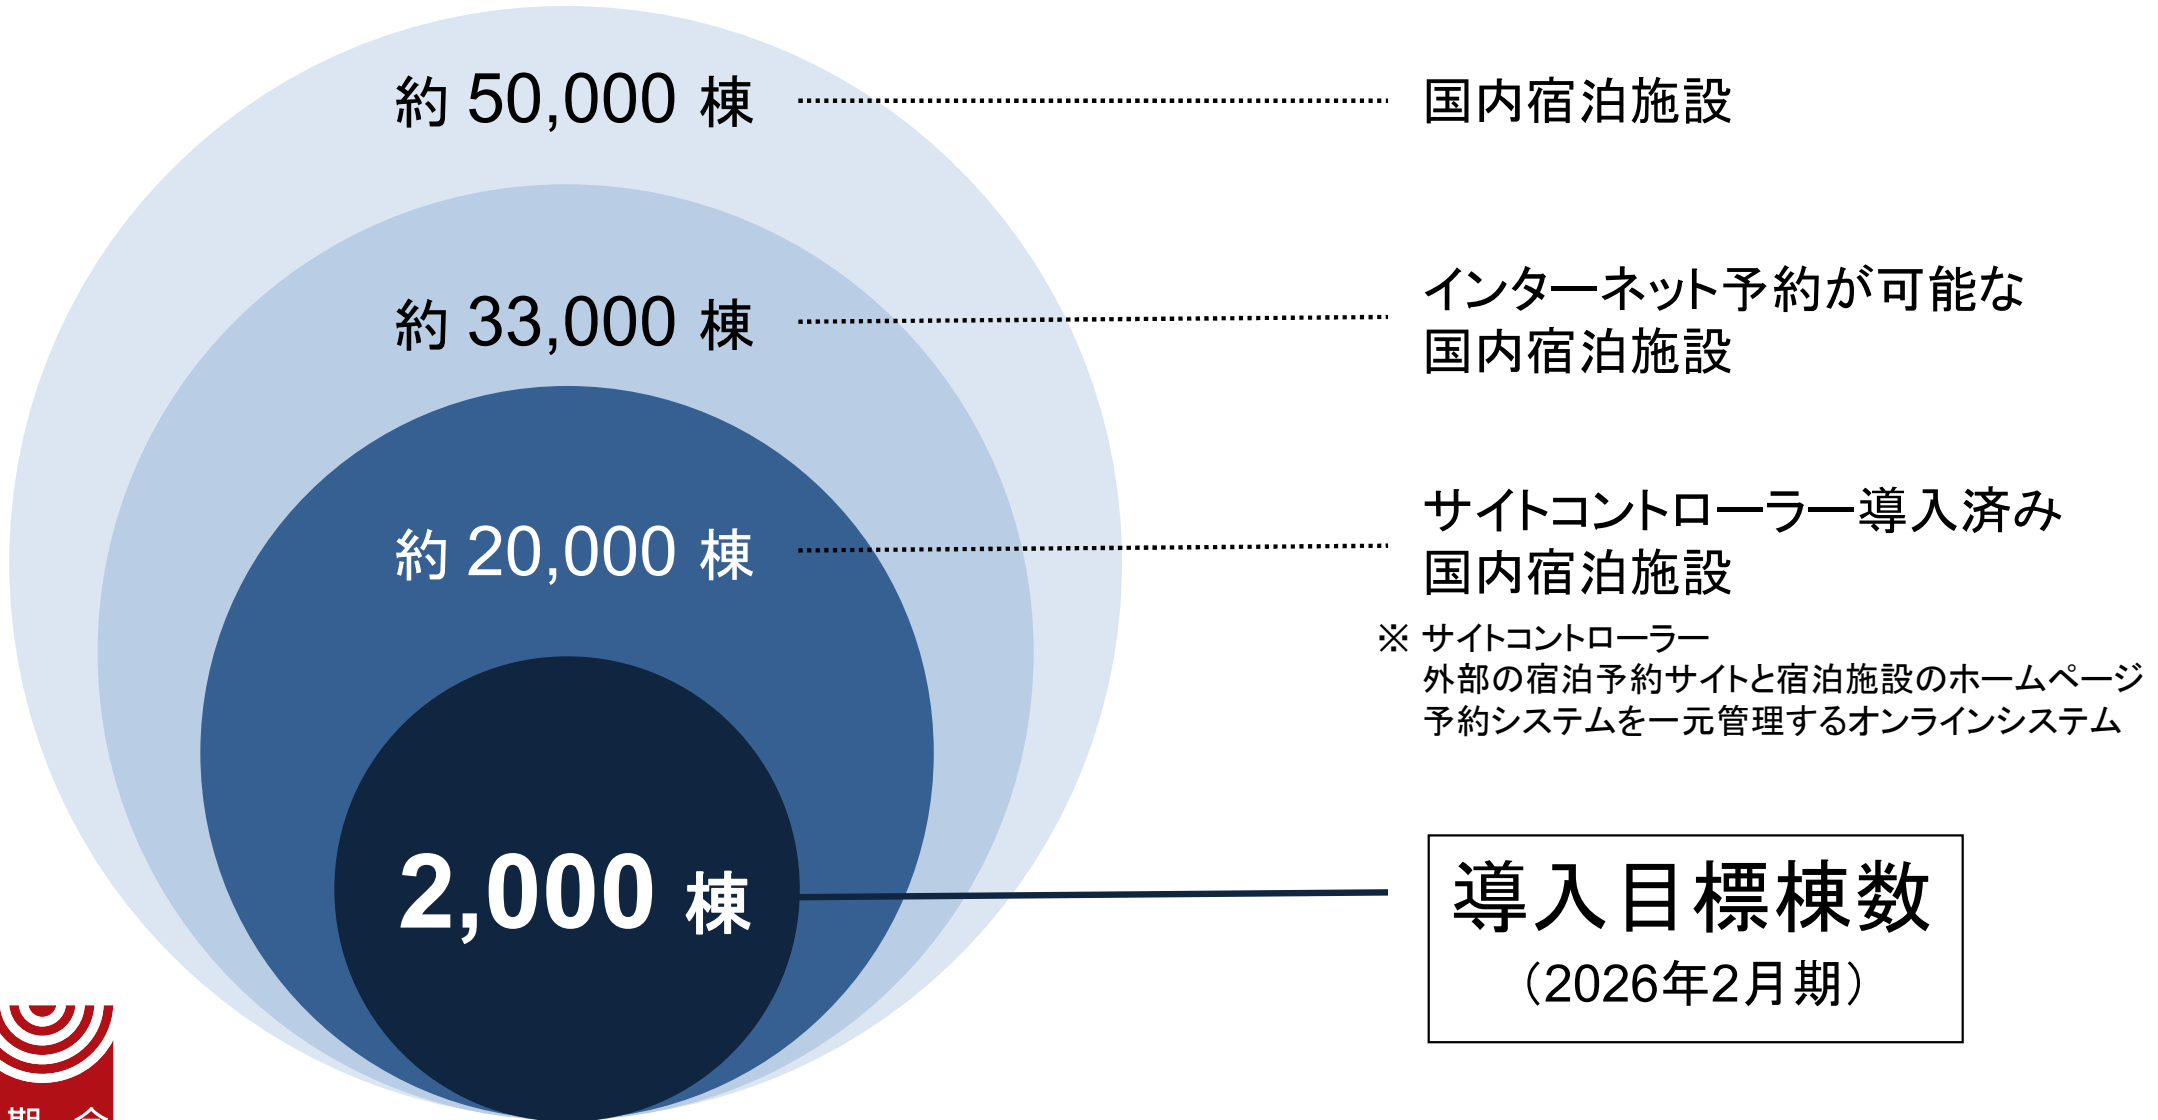 約 50,000 棟
国内宿泊施設
約 33,000 棟
インターネット予約が可能な
国内宿泊施設
約 20,000 棟
サイトコントローラー導入済み
国内宿泊施設
※ サイトコントローラー
外部の宿泊予約サイトと宿泊施設のホームページ
予約システムを一元管理するオンラインシステム
2,000 棟
導入目標棟数
（2026年2月期）